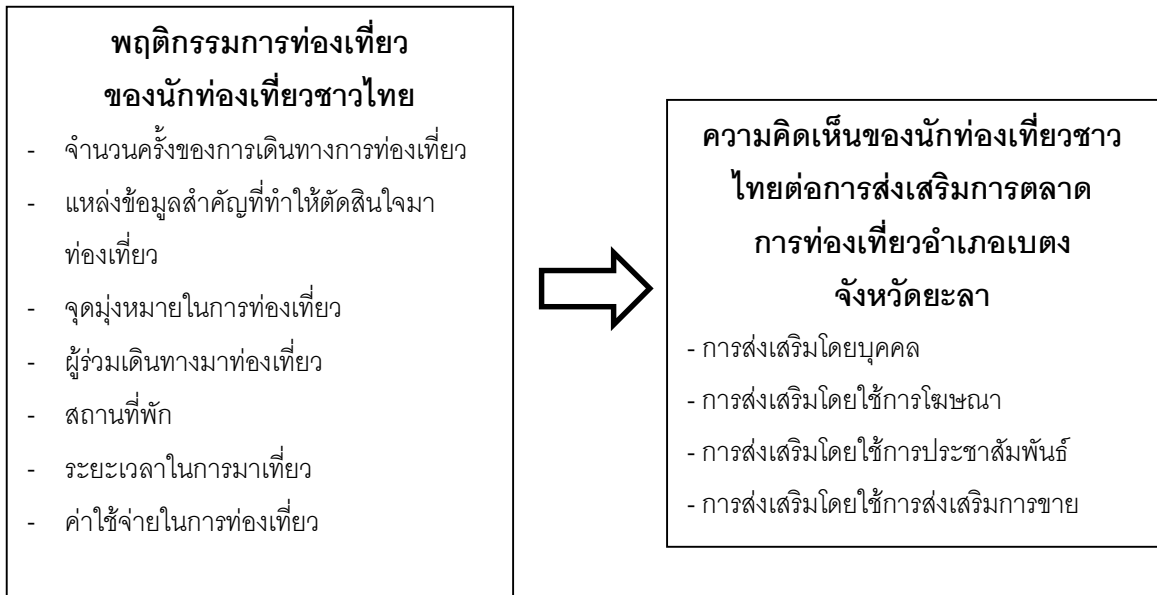 พฤติกรรมการท่องเที่ยว
ของนักท่องเที่ยวชาวไทย
- จำนวนครั้งของการเดินทางการท่องเที่ยว
- แหล่งข้อมูลสำคัญที่ทำให้ตัดสินใจมา
ท่องเที่ยว
- จุดมุ่งหมายในการท่องเที่ยว
- ผู้ร่วมเดินทางมาท่องเที่ยว
- สถานที่พัก
- ระยะเวลาในการมาเที่ยว
- ค่าใช้จ่ายในการท่องเที่ยว
ความคิดเห็นของนักท่องเที่ยวชาว
ไทยต่อการส่งเสริมการตลาด
การท่องเที่ยวอำเภอเบตง
จังหวัดยะลา
- การส่งเสริมโดยบุคคล
- การส่งเสริมโดยใช้การโฆษณา
- การส่งเสริมโดยใช้การประชาสัมพันธ์
- การส่งเสริมโดยใช้การส่งเสริมการขาย